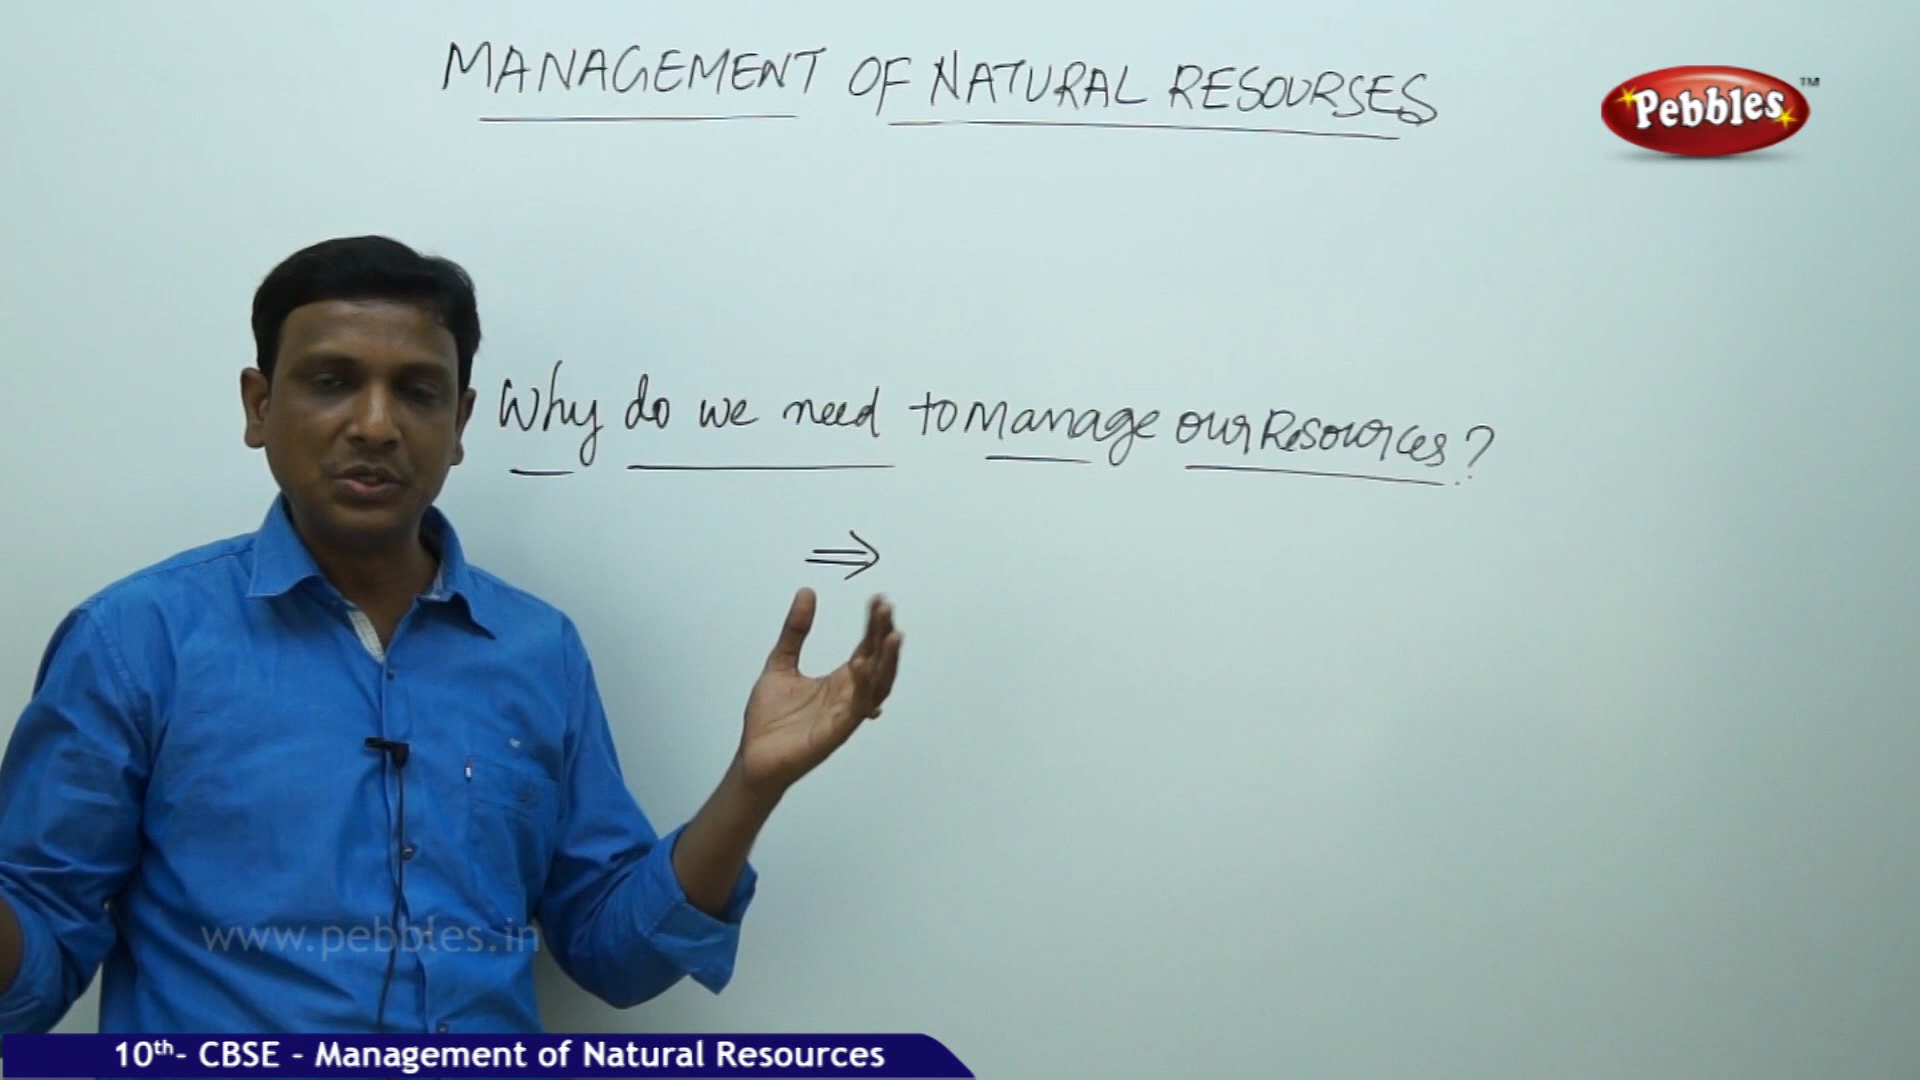 MANAGEMENT OF NATURAL RESOURSES
Pebbles™
Why do we need to Manage our Resources?
⇒
www.pebbles.in
10th- CBSE - Management of Natural Resources